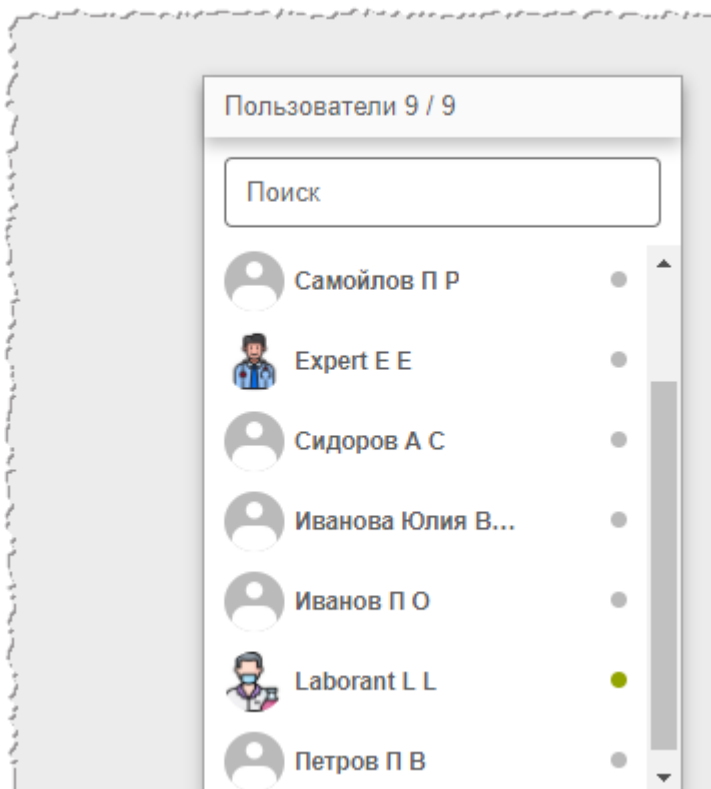 Пользователи 9 / 9
Поиск
Самойлов П Р
Expert E E
Сидоров А С
Иванова Юлия В...
Иванов П О
Laborant L L
Петров П В